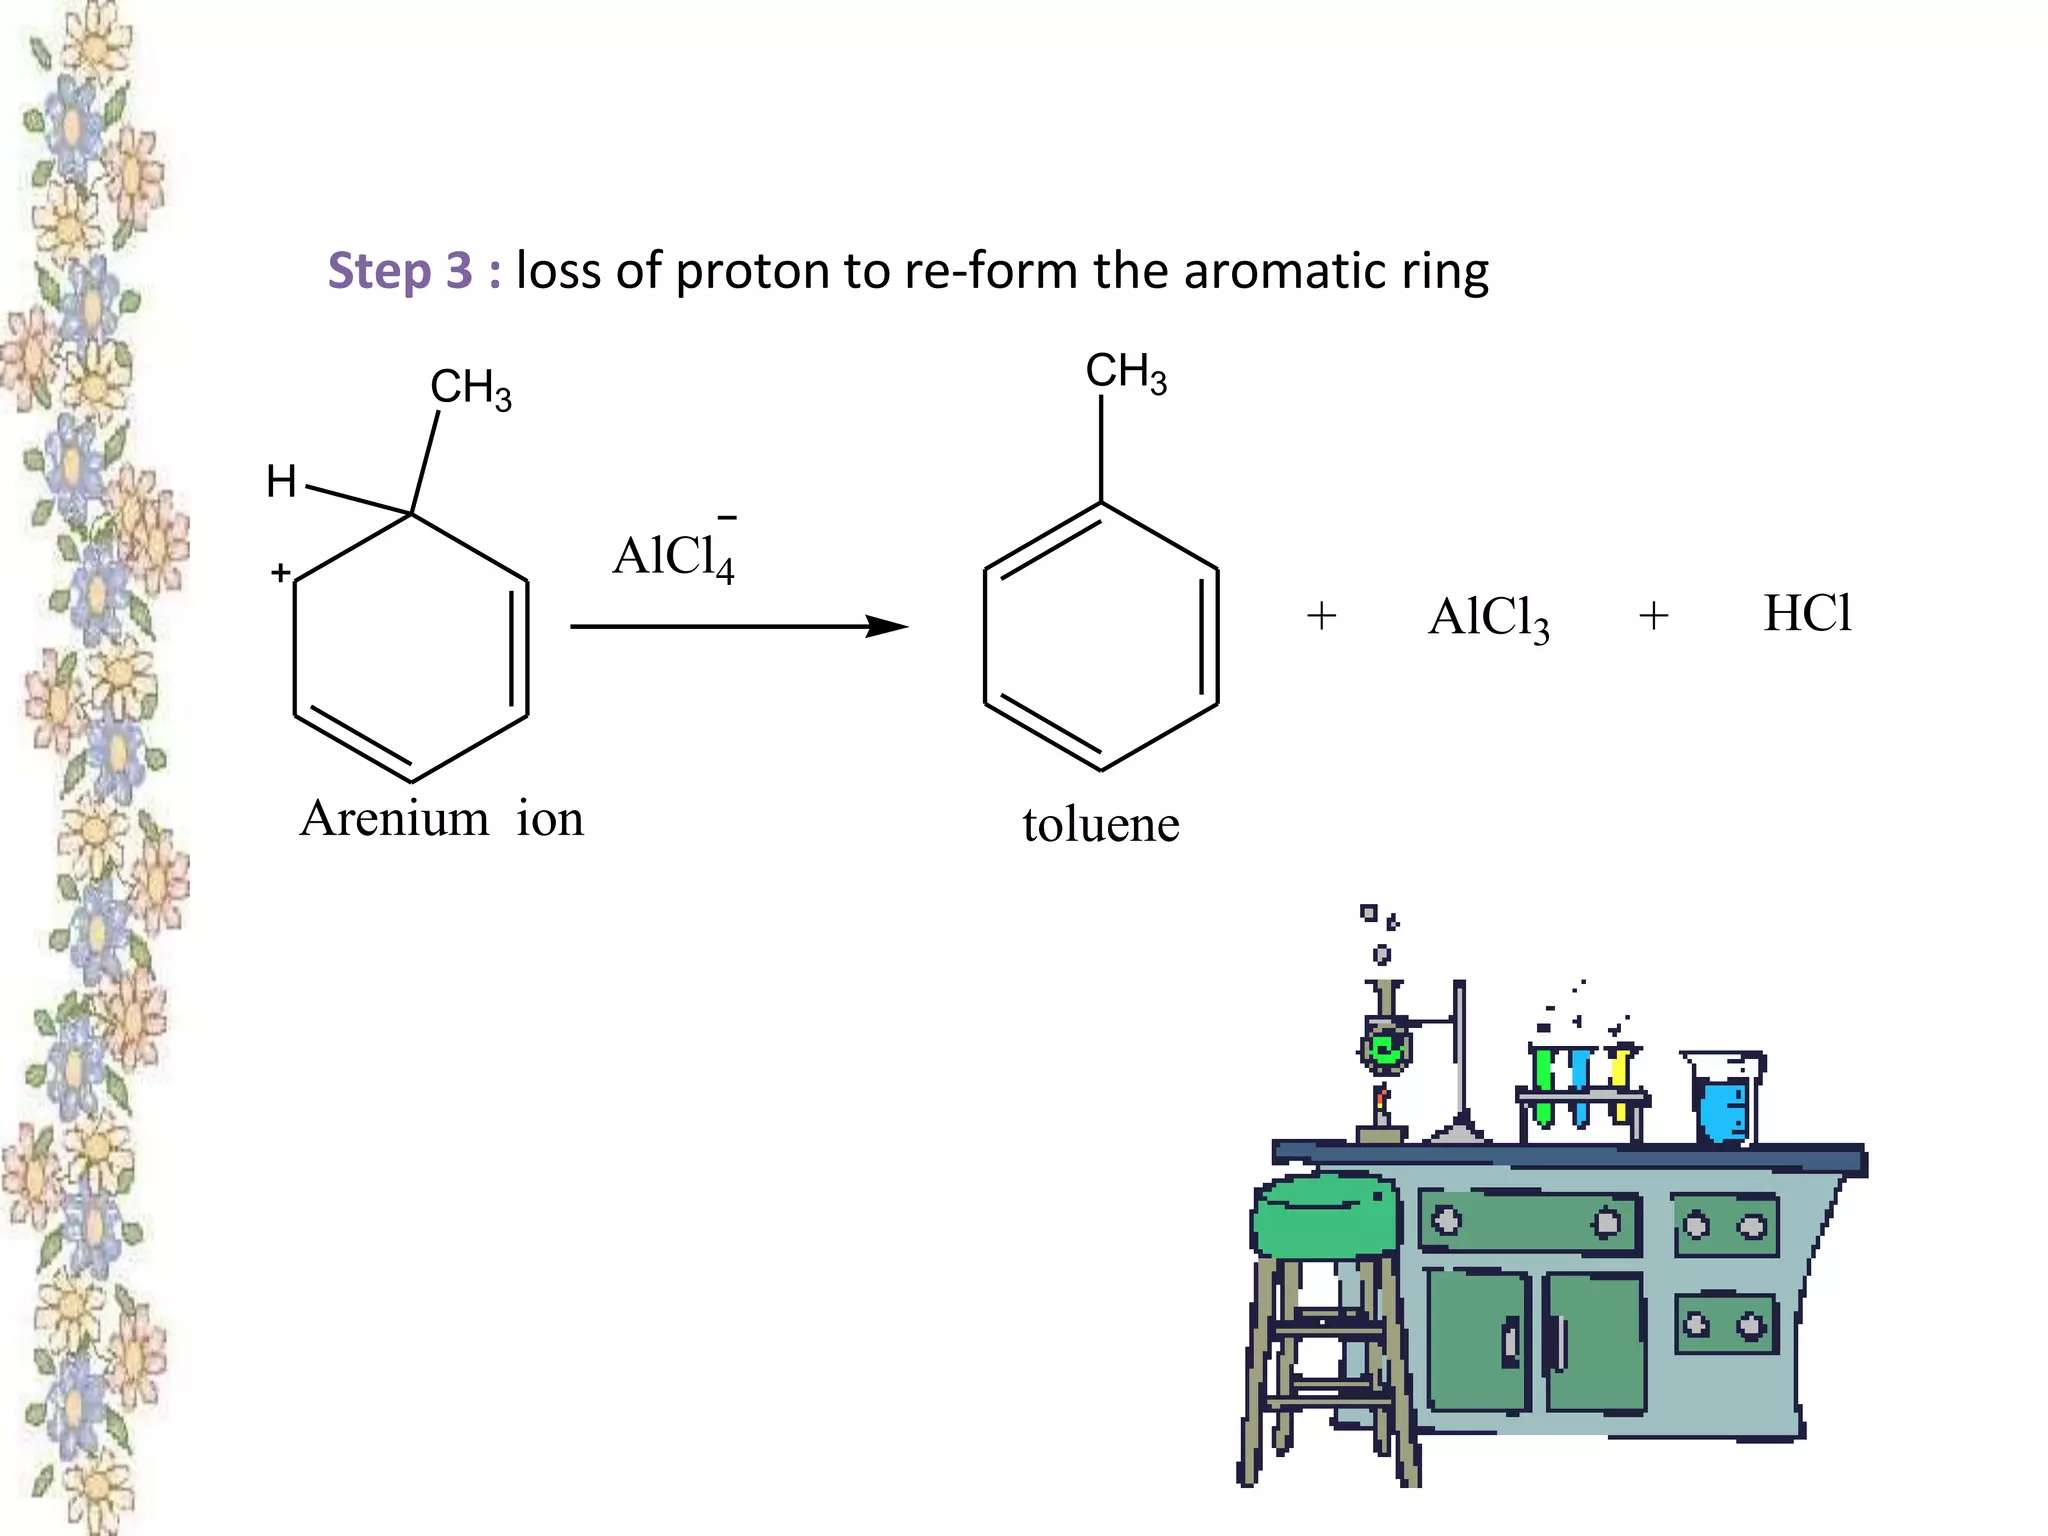 Step 3 : loss of proton to re-form the aromatic ring
CH₃
CH₃
H
AlCl₄⁻
+
+ AlCl₃ + HCl
Arenium ion
toluene